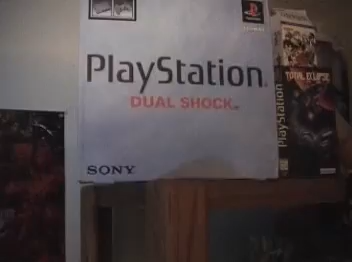 PlayStation
DUAL SHOCK
SONY
TOTAL ECLIPSE
PlayStation